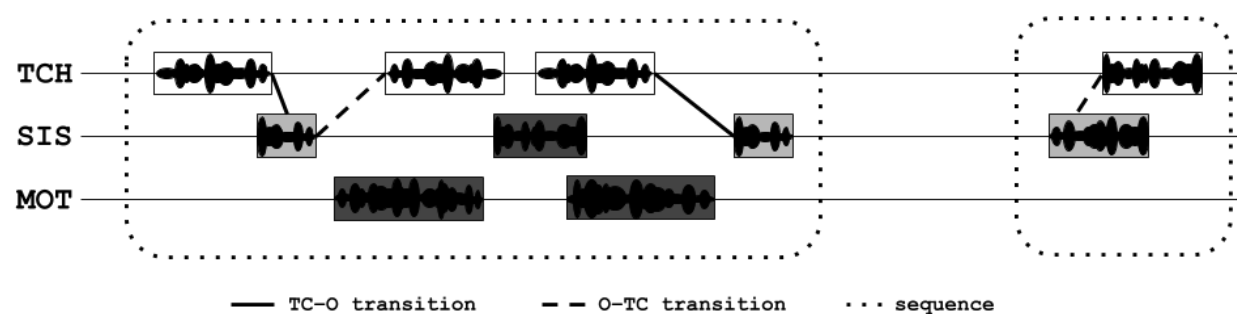 TCH
SIS
MOT
TC-O transition O-TC transition sequence